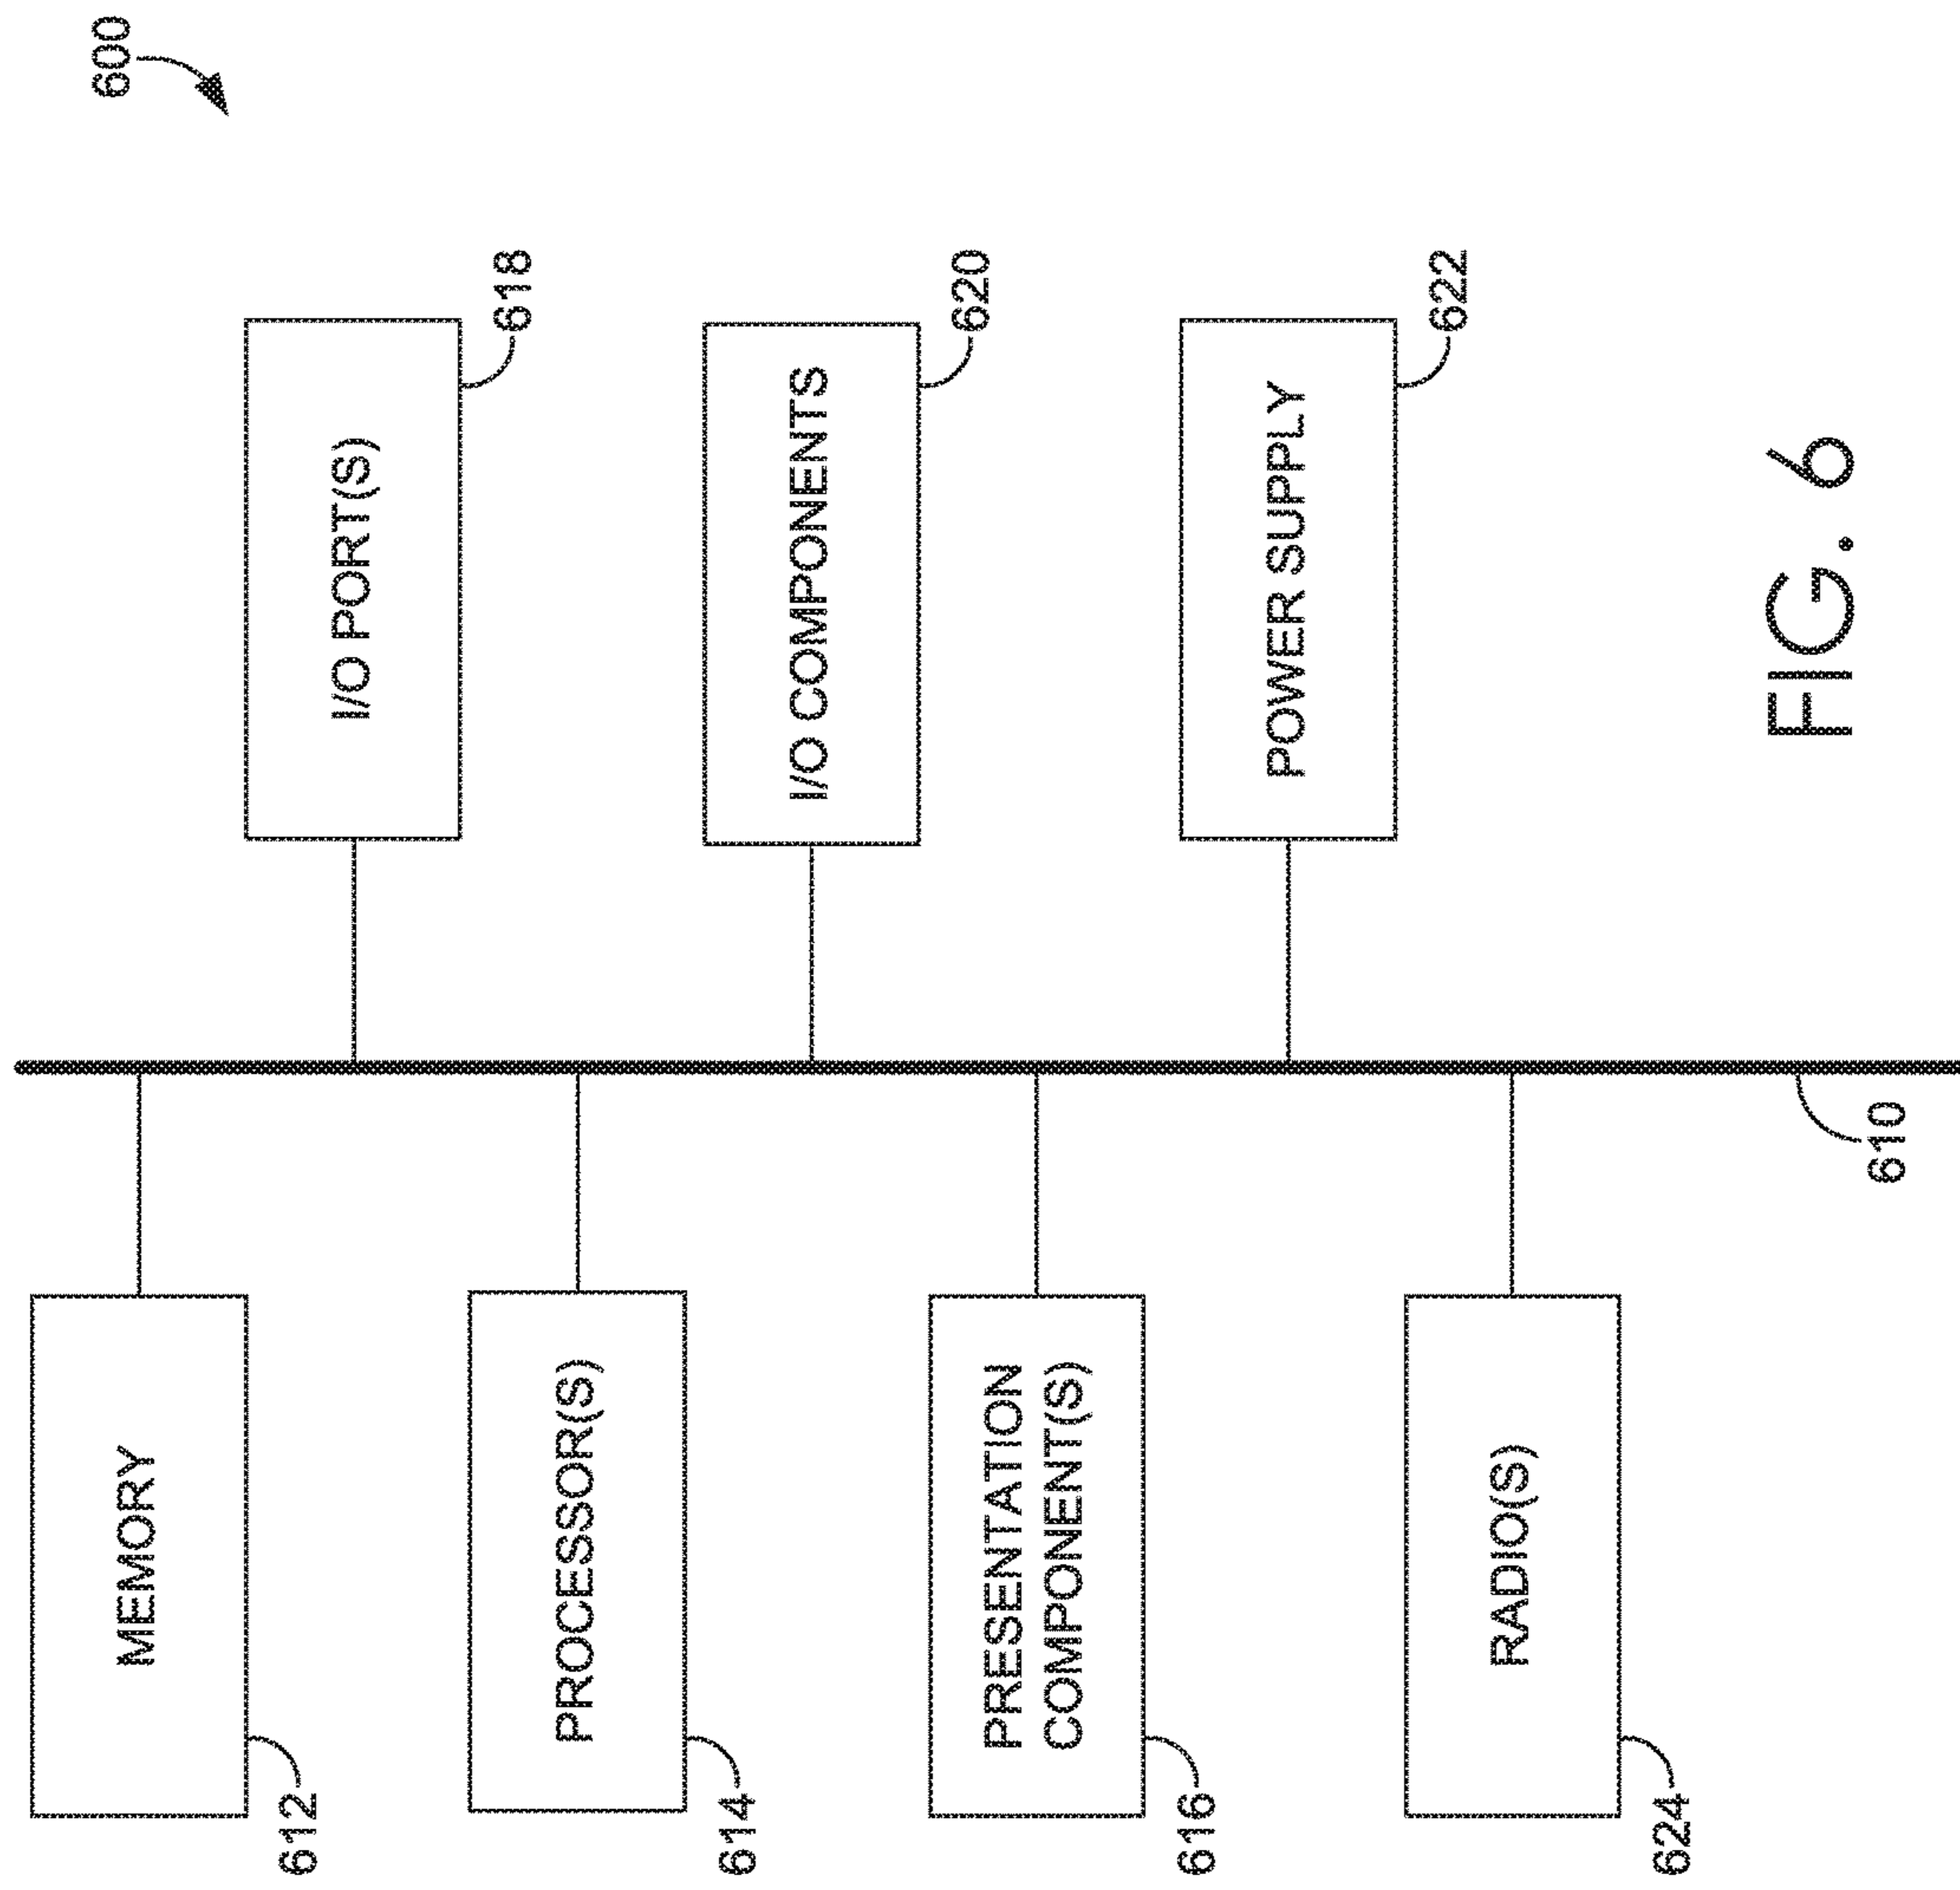 600
MEMORY
612
I/O PORT(S)
618
PROCESSOR(S)
614
I/O COMPONENTS
620
PRESENTATION
COMPONENT(S)
616
POWER SUPPLY
622
RADIO(S)
624
610
FIG. 6